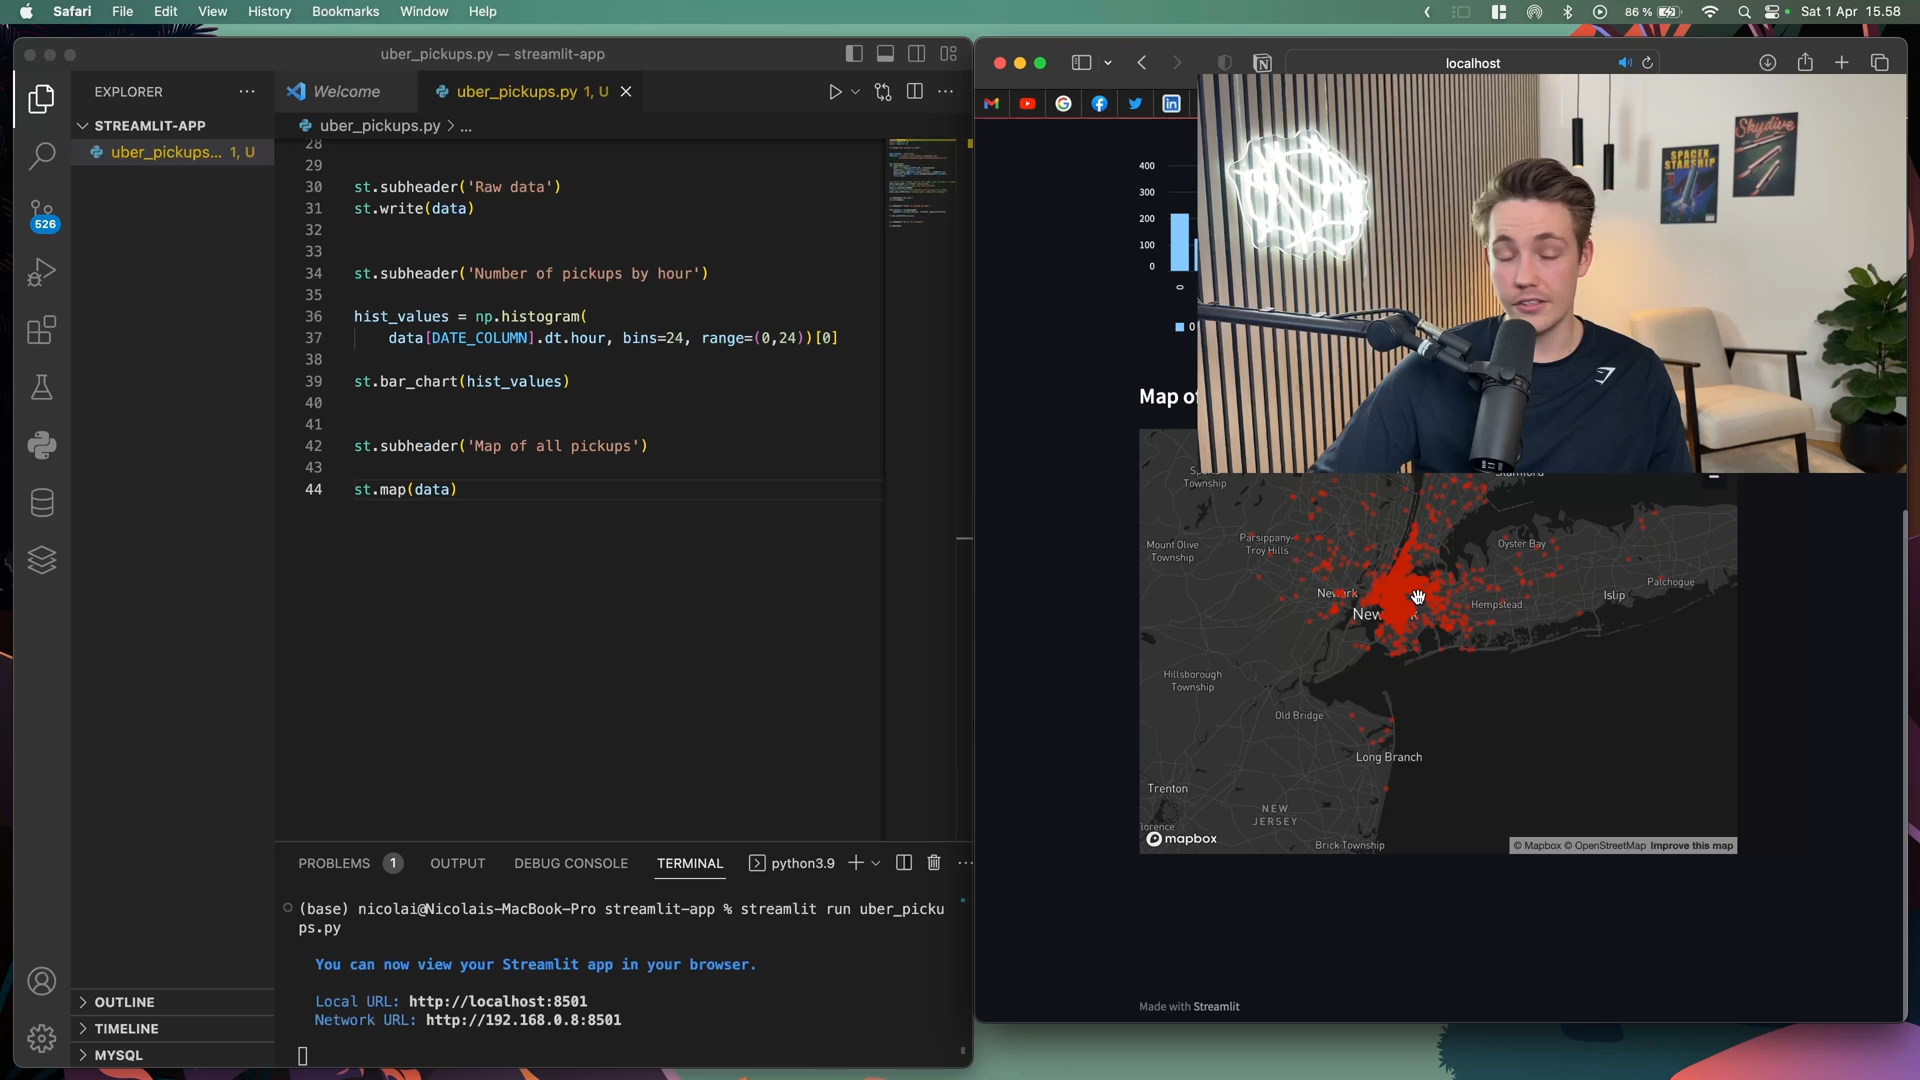 Safari File Edit View History Bookmarks Window Help
86 % Sat 1 Apr 15.58
uber_pickups.py — streamlit-app
EXPLORER
STREAMLIT-APP
uber_pickups... 1, U
526
OUTLINE
TIMELINE
MYSQL
Welcome uber_pickups.py 1, U
uber_pickups.py > ...
28
29
30 st.subheader('Raw data')
31 st.write(data)
32
33
34 st.subheader('Number of pickups by hour')
35
36 hist_values = np.histogram(
37 data[DATE_COLUMN].dt.hour, bins=24, range=(0,24))[0]
38
39 st.bar_chart(hist_values)
40
41
42 st.subheader('Map of all pickups')
43
44 st.map(data)
PROBLEMS 1 OUTPUT DEBUG CONSOLE TERMINAL python3.9
(base) nicolai@Nicolais-MacBook-Pro streamlit-app % streamlit run uber_picku
ps.py
You can now view your Streamlit app in your browser.
Local URL: http://localhost:8501
Network URL: http://192.168.0.8:8501
localhost
400
300
200
100
0
0
0
SPACEX
STARSHIP
Skydive
Map of
Township
Mount Olive
Township
Parsippany-
Troy Hills
Oyster Bay
Patchogue
Newark
Hempstead
Islip
Hillsborough
Township
Old Bridge
Long Branch
Trenton
NEW
JERSEY
mapbox
Brick Township
© Mapbox © OpenStreetMap Improve this map
Made with Streamlit